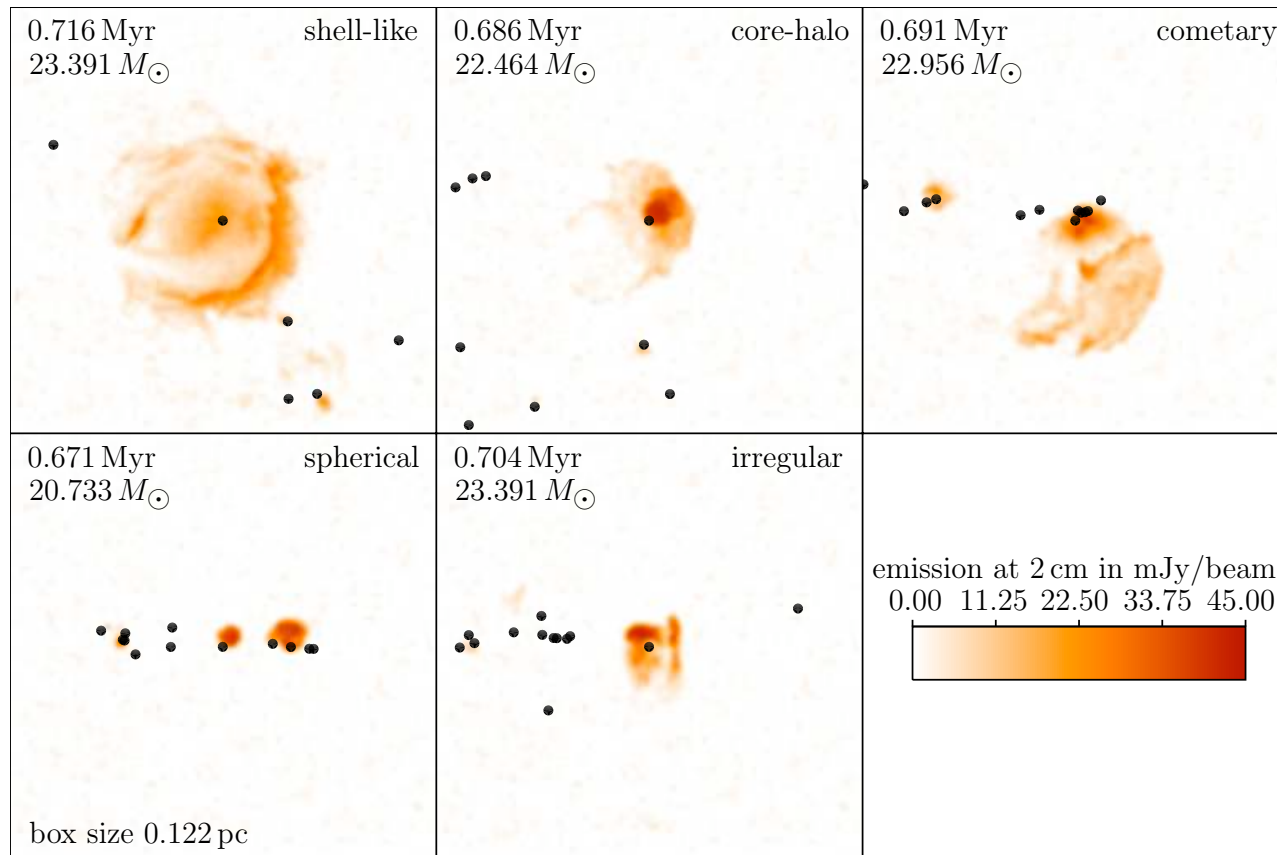 0.716 Myr shell-like
23.391 M☉
0.686 Myr core-halo
22.464 M☉
0.691 Myr cometary
22.956 M☉
0.671 Myr spherical
20.733 M☉
0.704 Myr irregular
23.391 M☉
emission at 2 cm in mJy/beam
0.00 11.25 22.50 33.75 45.00
box size 0.122 pc